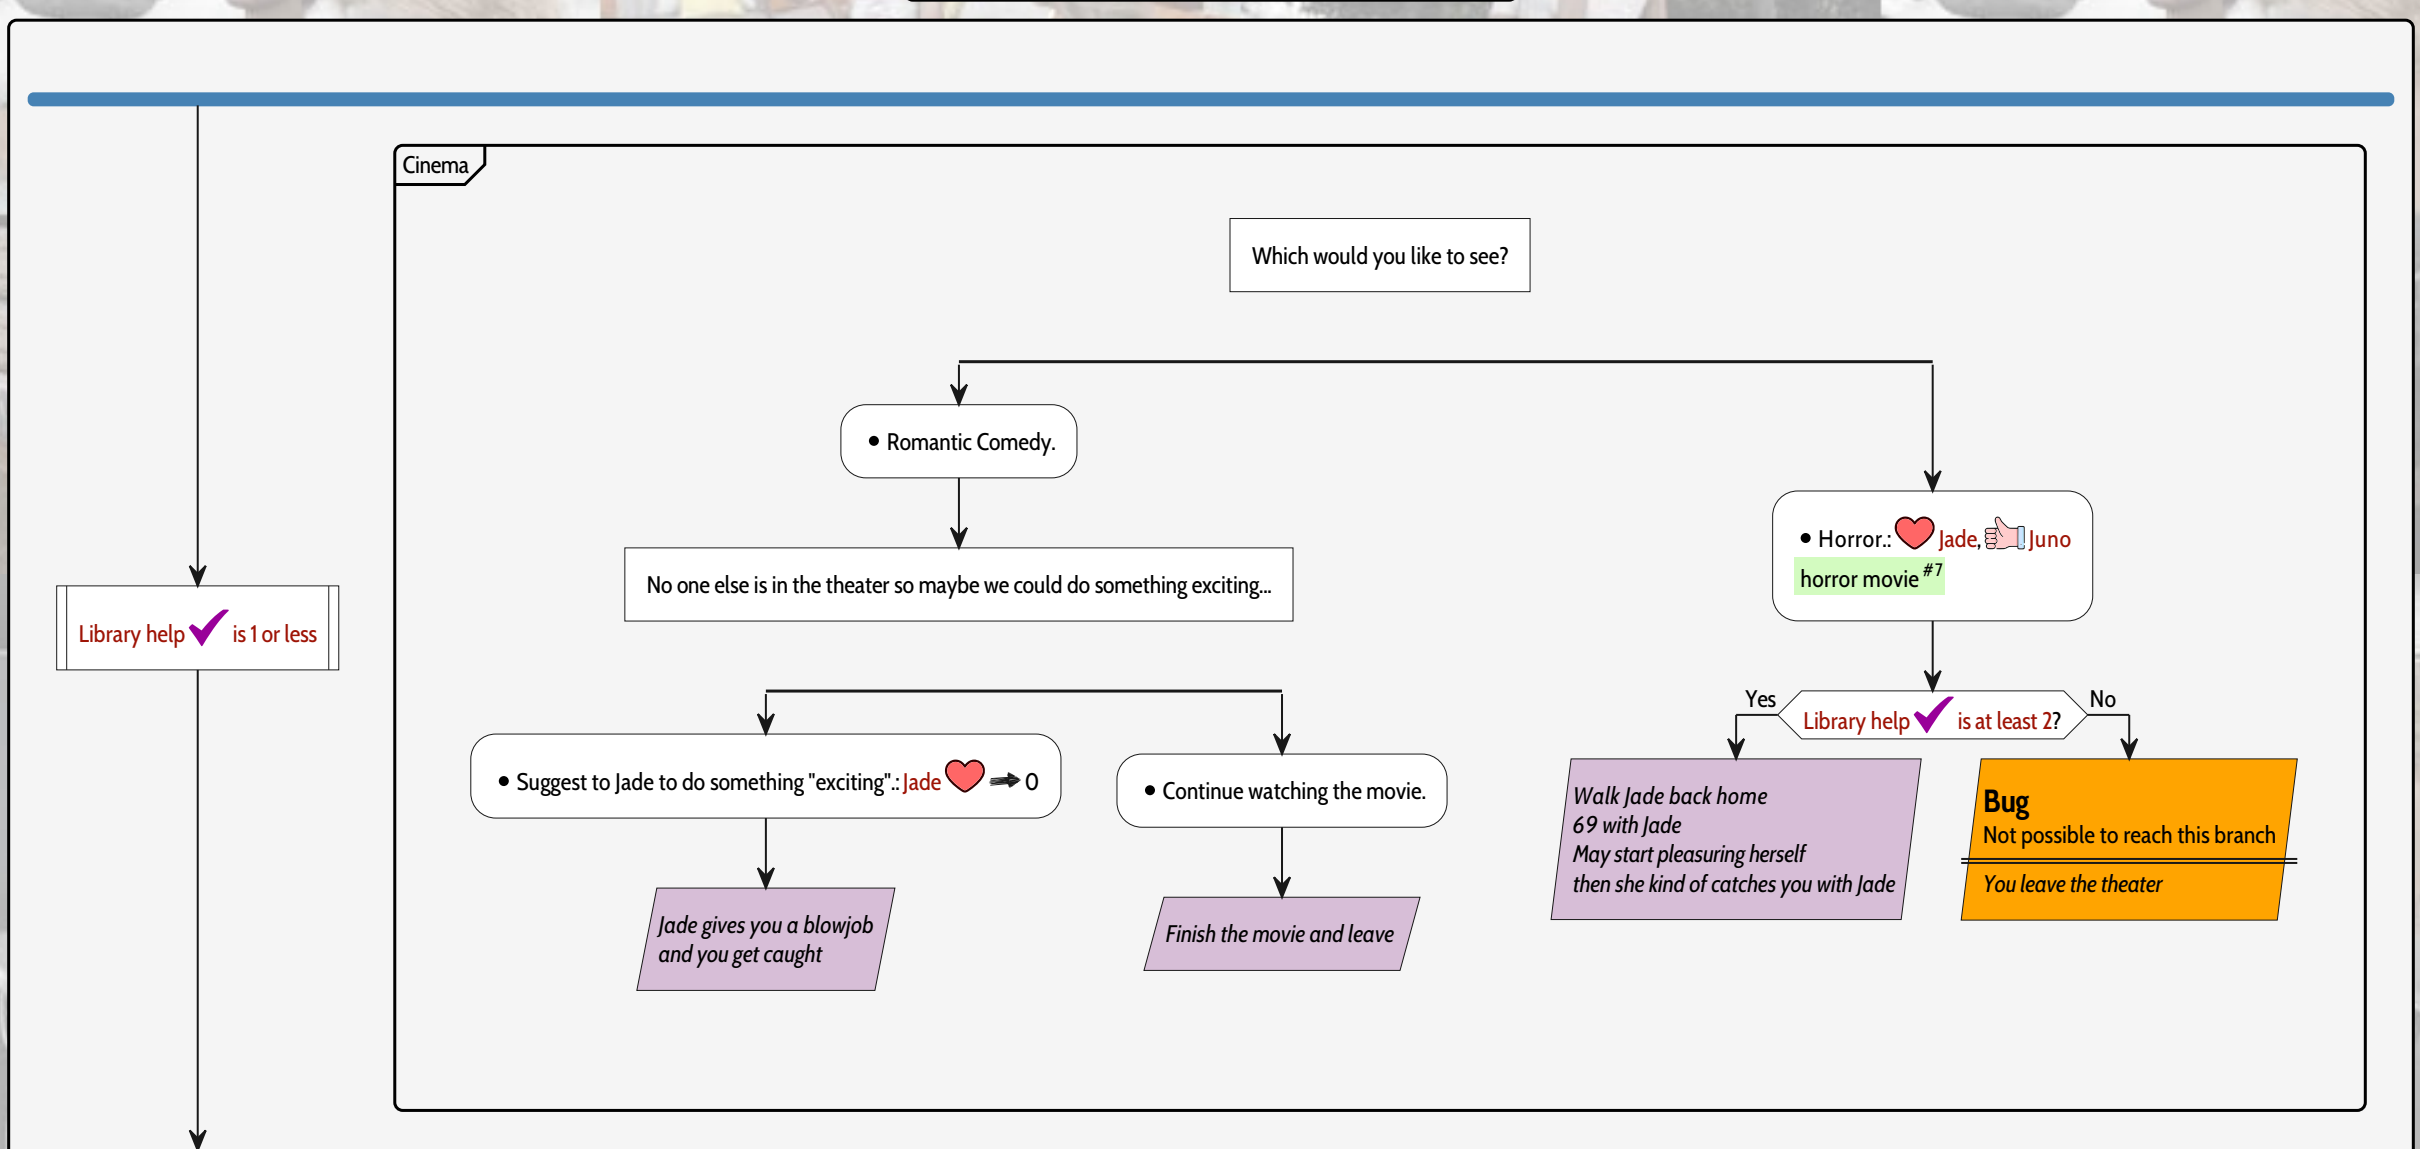 Cinema
Which would you like to see?
• Romantic Comedy.
• Horror.: Jade, Juno
horror movie #7
No one else is in the theater so maybe we could do something exciting...
Library help is 1 or less
Yes
Library help is at least 2?
No
• Suggest to Jade to do something "exciting".: Jade 0
• Continue watching the movie.
Walk Jade back home
69 with Jade
May start pleasuring herself
then she kind of catches you with Jade
Bug
Not possible to reach this branch
You leave the theater
Jade gives you a blowjob
and you get caught
Finish the movie and leave